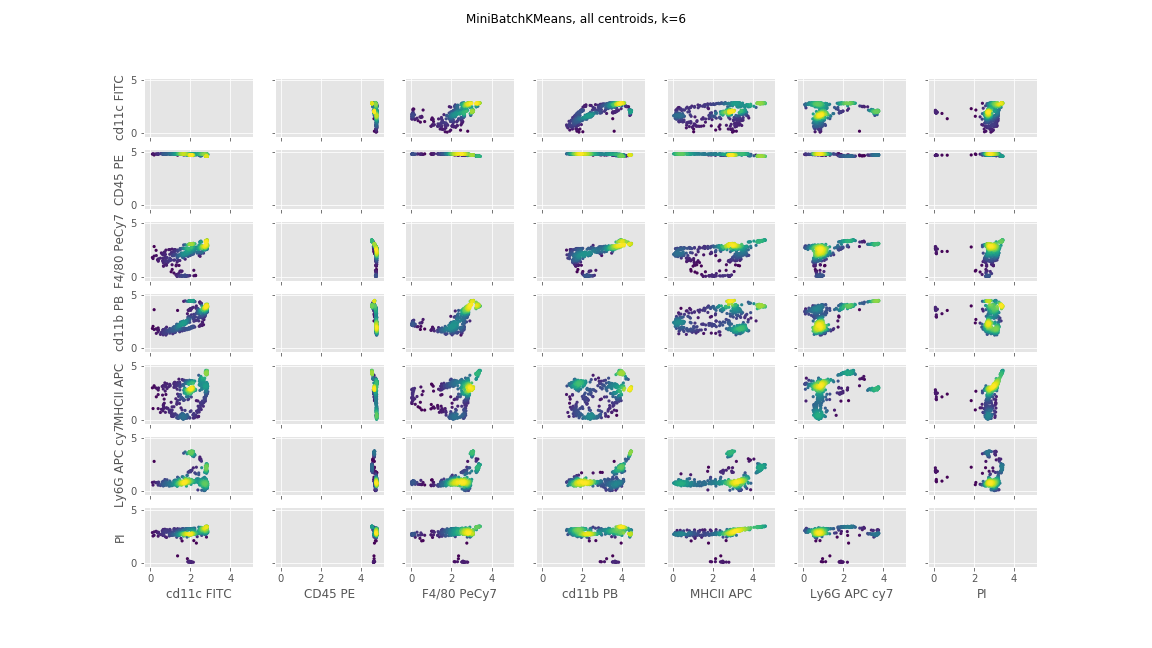 MiniBatchKMeans, all centroids, k=6
cd11c FITC
5
0
CD45 PE
5
0
F4/80 PeCy7
5
0
cd11b PB
5
0
MHCII APC
5
0
Ly6G APC cy7
5
0
PI
5
0
0 2 4 0 2 4 0 2 4 0 2 4 0 2 4 0 2 4 0 2 4
cd11c FITC CD45 PE F4/80 PeCy7 cd11b PB MHCII APC Ly6G APC cy7 PI